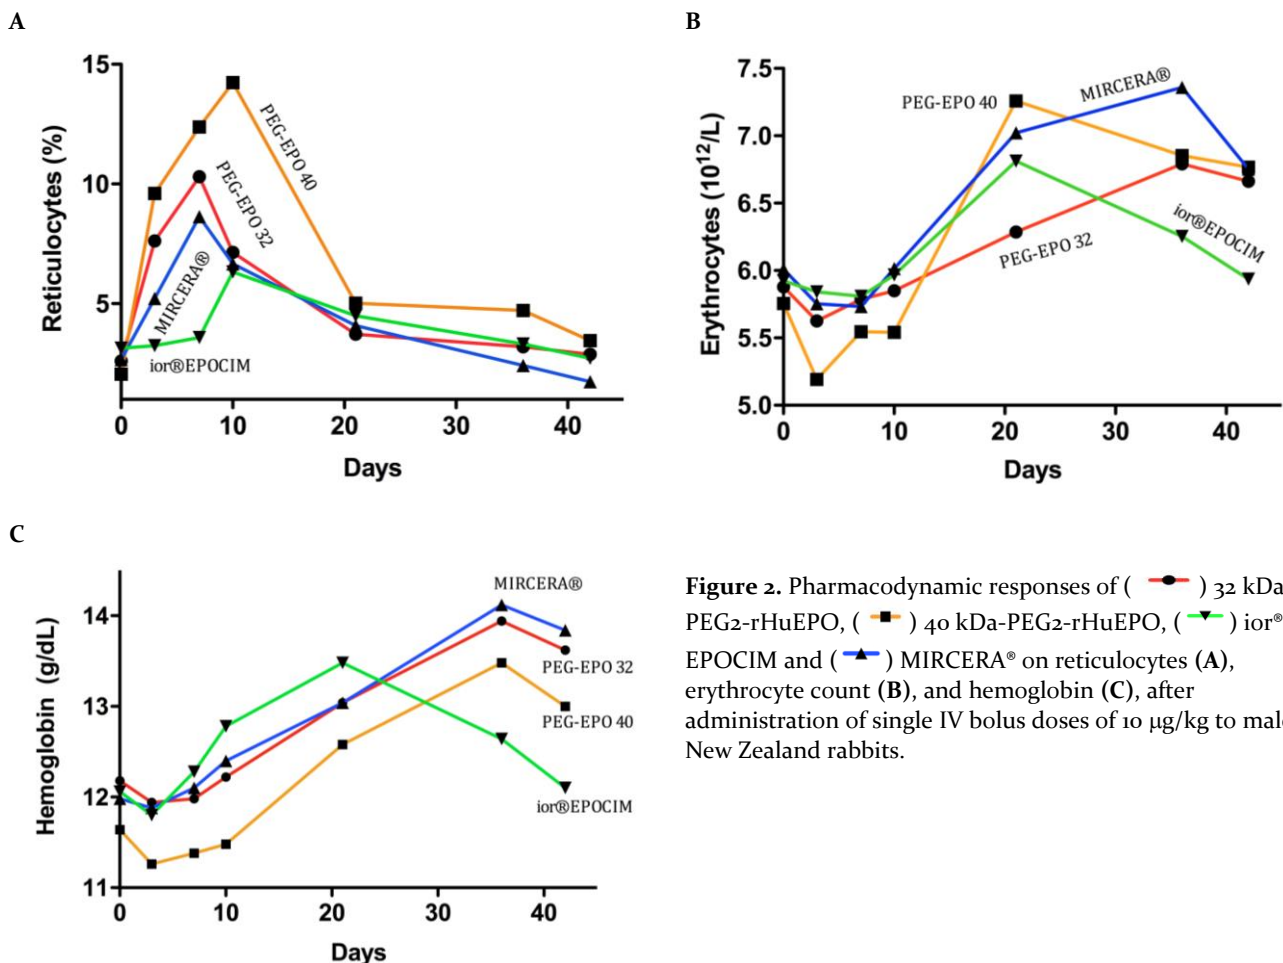 A
15
10
5
0
10
20
30
40
Reticulocytes (%)
Days
PEG-EPO 40
PEG-EPO 32
MIRCERA®
ior®EPOCIM
B
7.5
7.0
6.5
6.0
5.5
5.0
0
10
20
30
40
Erythrocytes (10¹²/L)
Days
PEG-EPO 40
MIRCERA®
PEG-EPO 32
ior®EPOCIM
C
14
13
12
11
0
10
20
30
40
Hemoglobin (g/dL)
Days
MIRCERA®
PEG-EPO 32
PEG-EPO 40
ior®EPOCIM
Figure 2. Pharmacodynamic responses of ( ) 32 kDa
PEG2-rHuEPO, ( ) 40 kDa-PEG2-rHuEPO, ( ) ior®
EPOCIM and ( ) MIRCERA® on reticulocytes (A),
erythrocyte count (B), and hemoglobin (C), after
administration of single IV bolus doses of 10 µg/kg to male
New Zealand rabbits.